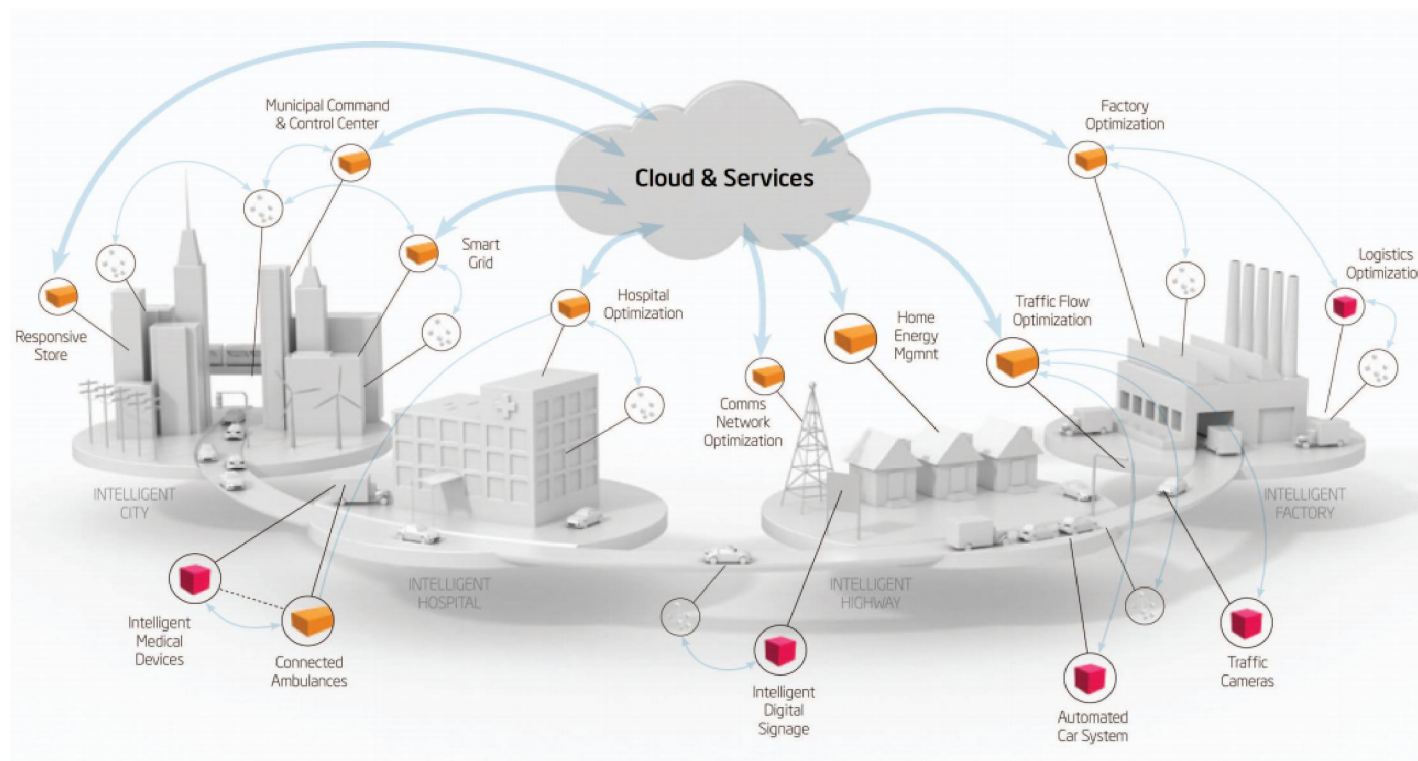 Municipal Command
& Control Center
Factory
Optimization
Cloud & Services
Smart
Grid
Logistics
Optimizatio
Responsive
Store
Hospital
Optimization
Home
Energy
Mgmnt
Traffic Flow
Optimization
Comms
Network
Optimization
INTELLIGENT
CITY
INTELLIGENT
FACTORY
INTELLIGENT
HOSPITAL
INTELLIGENT
HIGHWAY
Intelligent
Medical
Devices
Connected
Ambulances
Intelligent
Digital
Signage
Automated
Car System
Traffic
Cameras